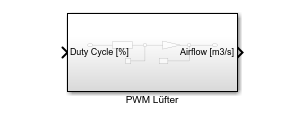 Duty Cycle [%] Airflow [m3/s]
PWM Lüfter